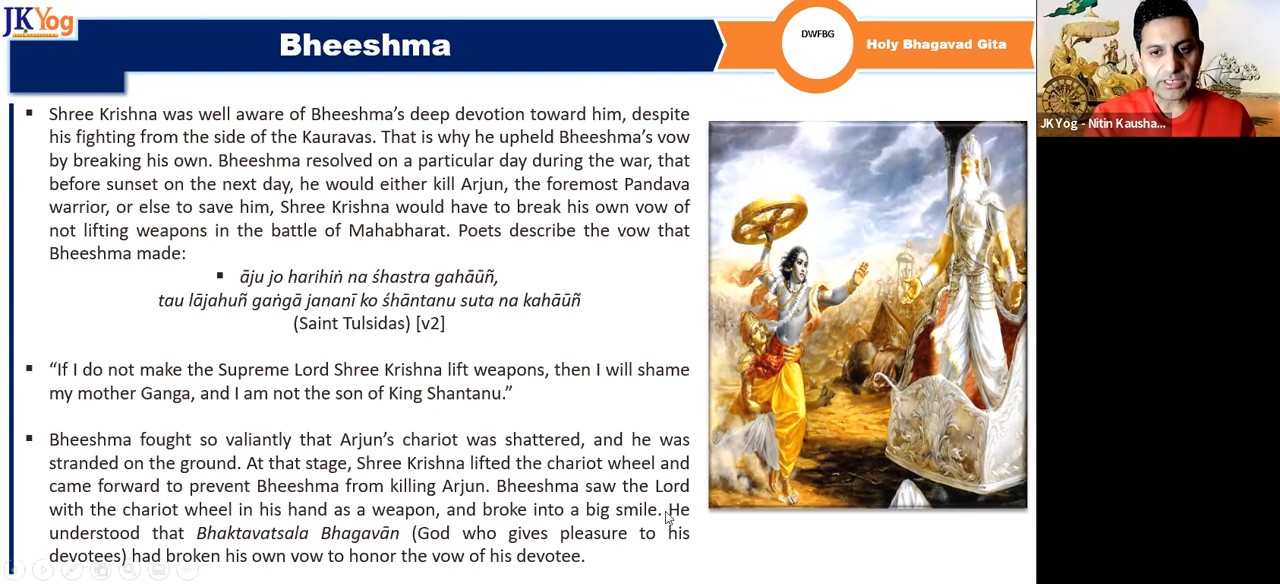 JKYog
Bheeshma
DWFBG
Holy Bhagavad Gita
JKYog - Nitin Kausha...
▪ Shree Krishna was well aware of Bheeshma’s deep devotion toward him, despite
his fighting from the side of the Kauravas. That is why he upheld Bheeshma’s vow
by breaking his own. Bheeshma resolved on a particular day during the war, that
before sunset on the next day, he would either kill Arjun, the foremost Pandava
warrior, or else to save him, Shree Krishna would have to break his own vow of
not lifting weapons in the battle of Mahabharat. Poets describe the vow that
Bheeshma made:
▪ āju jo harihiṅ na śhastra gahāūñ,
tau lājahuñ gaṅgā jananī ko śhāntanu suta na kahāūñ
(Saint Tulsidas) [v2]
▪ “If I do not make the Supreme Lord Shree Krishna lift weapons, then I will shame
my mother Ganga, and I am not the son of King Shantanu.”
▪ Bheeshma fought so valiantly that Arjun’s chariot was shattered, and he was
stranded on the ground. At that stage, Shree Krishna lifted the chariot wheel and
came forward to prevent Bheeshma from killing Arjun. Bheeshma saw the Lord
with the chariot wheel in his hand as a weapon, and broke into a big smile. He
understood that Bhaktavatsala Bhagavān (God who gives pleasure to his
devotees) had broken his own vow to honor the vow of his devotee.